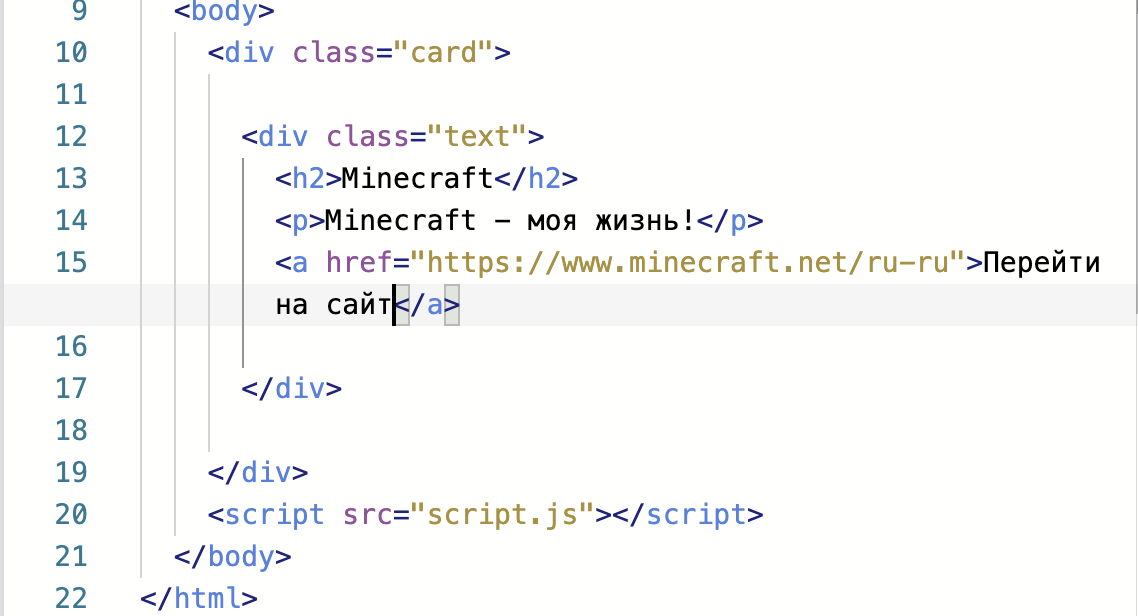 9 <body>
10 <div class="card">
11
12 <div class="text">
13 <h2>Minecraft</h2>
14 <p>Minecraft - моя жизнь!</p>
15 <a href="https://www.minecraft.net/ru-ru">Перейти
на сайт</a>
16
17 </div>
18
19 </div>
20 <script src="script.js"></script>
21 </body>
22 </html>